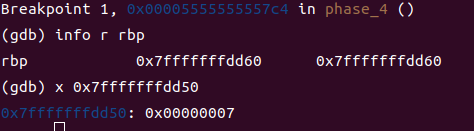 Breakpoint 1, 0x00005555555557c4 in phase_4 ()
(gdb) info r rbp
rbp            0x7fffffffdd60      0x7fffffffdd60
(gdb) x 0x7fffffffdd50
0x7fffffffdd50: 0x00000007